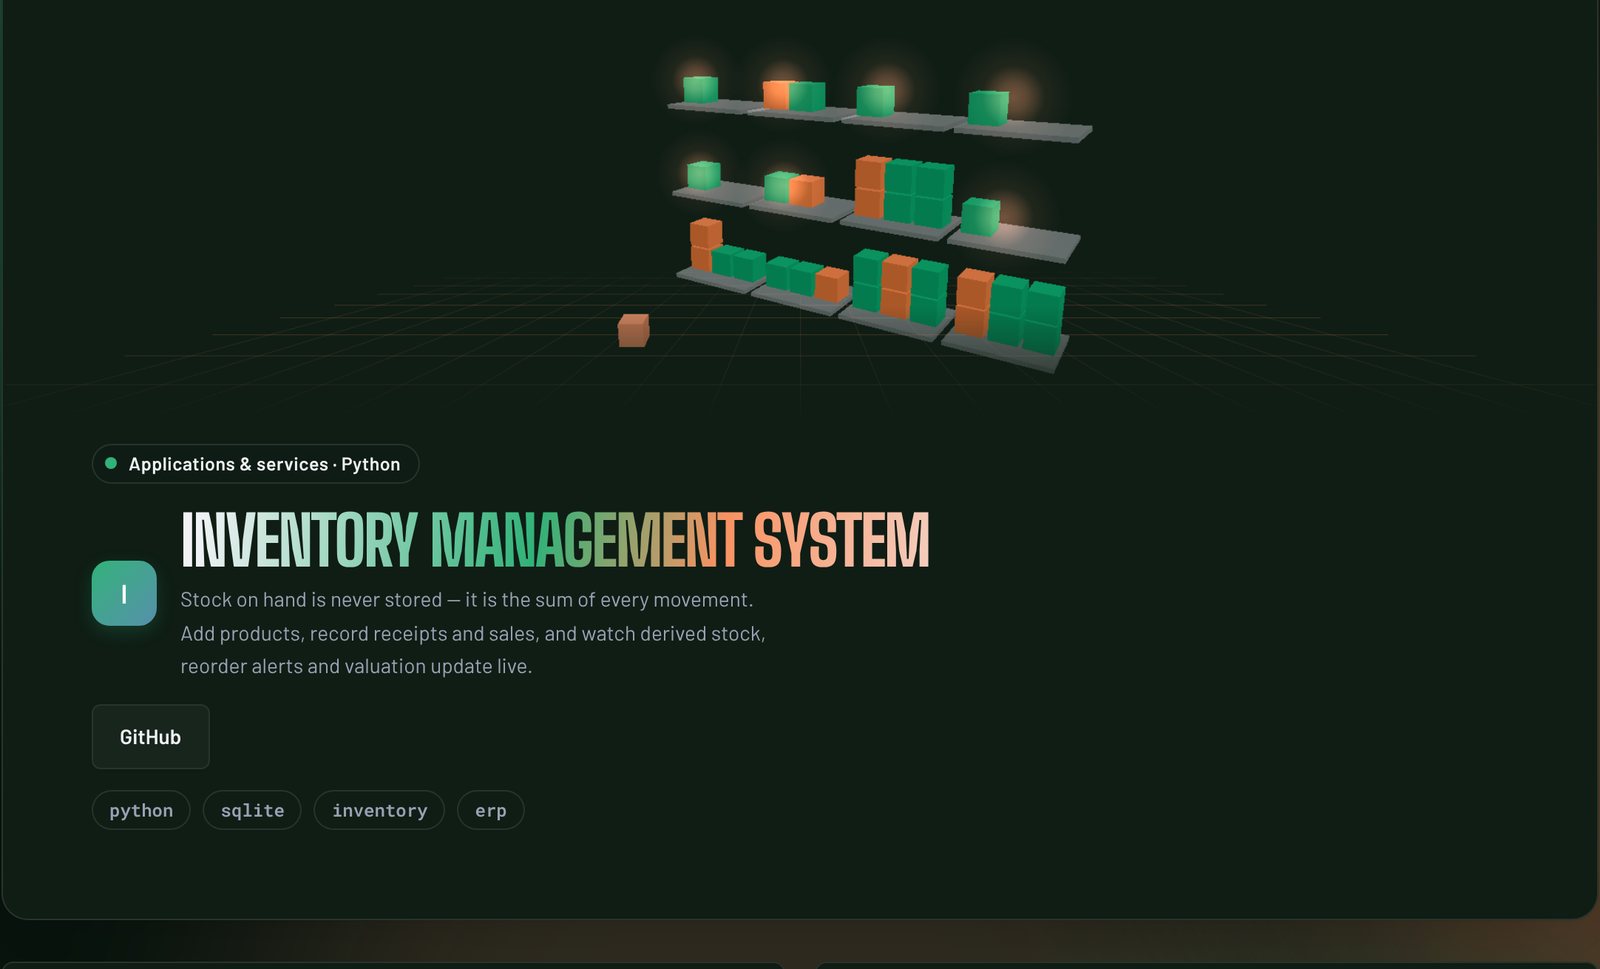 Applications & services · Python
INVENTORY MANAGEMENT SYSTEM
I
Stock on hand is never stored — it is the sum of every movement.
Add products, record receipts and sales, and watch derived stock,
reorder alerts and valuation update live.
GitHub
python
sqlite
inventory
erp